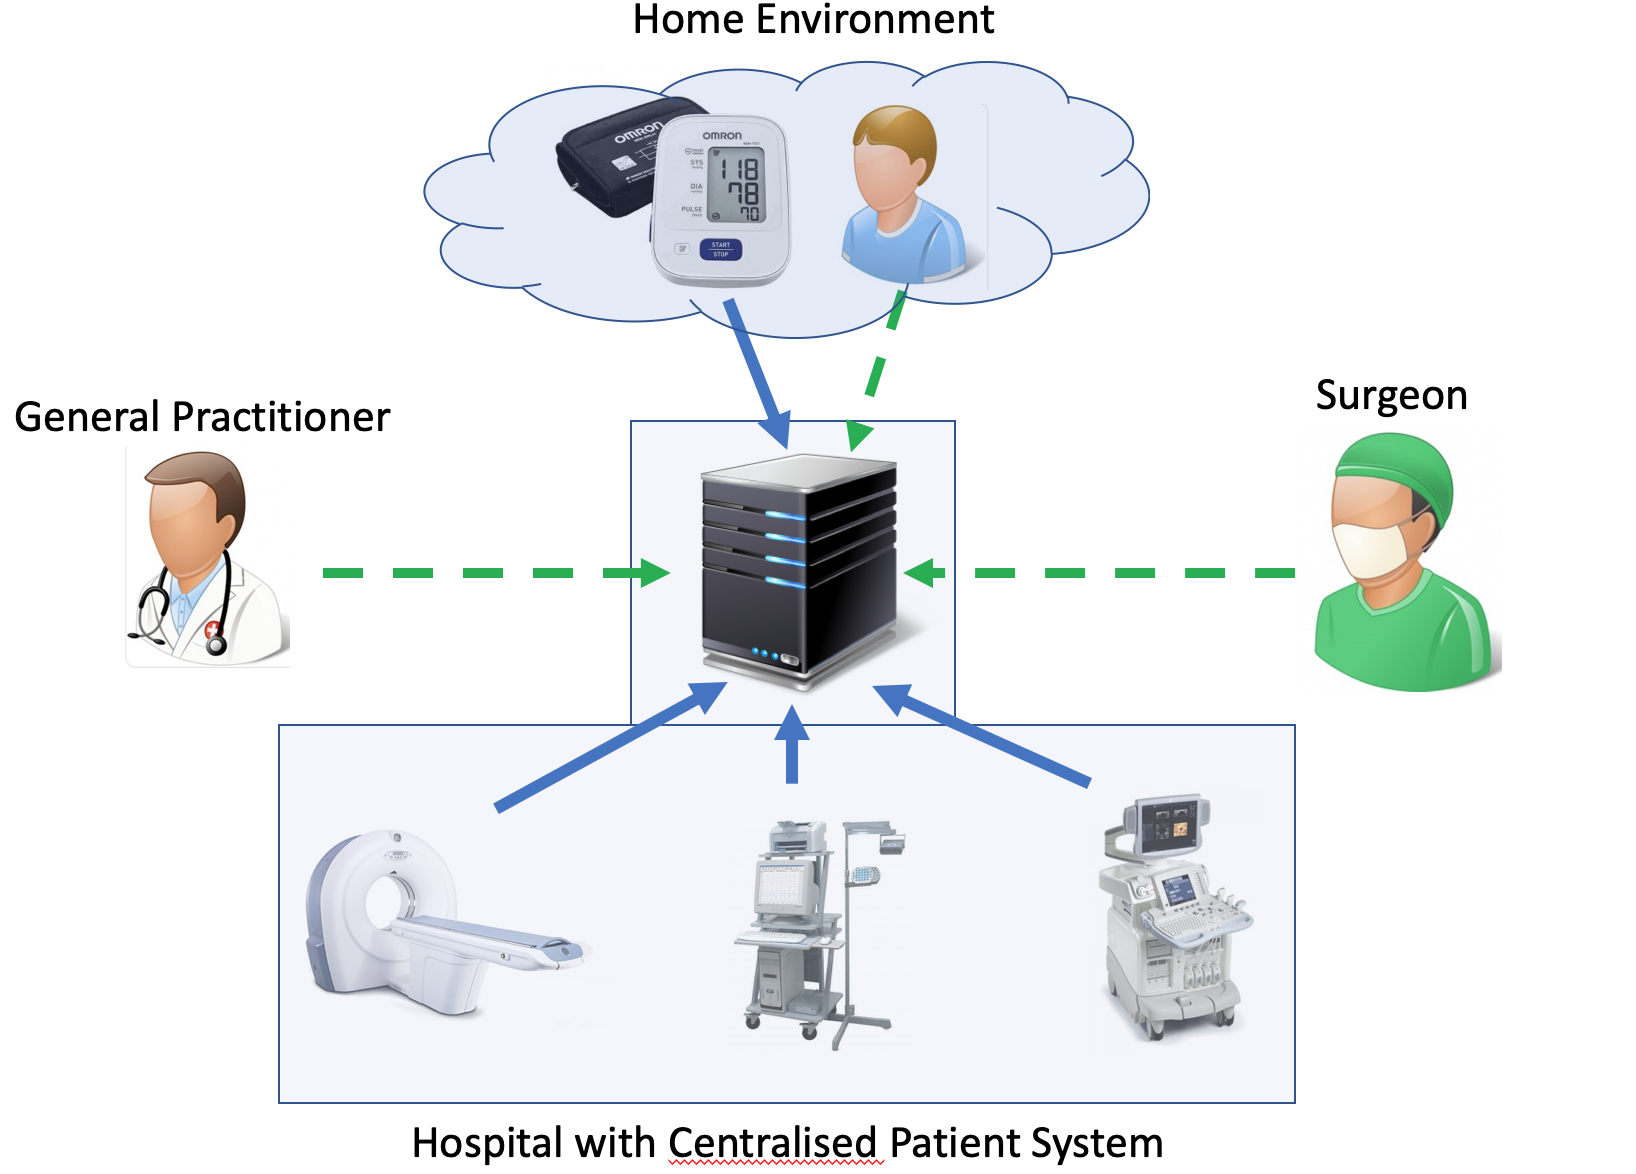 Home Environment
OMRON
OMRON
SYS
118
DIA
78
PULSE
70
START
STOP
General Practitioner
Surgeon
Hospital with Centralised Patient System